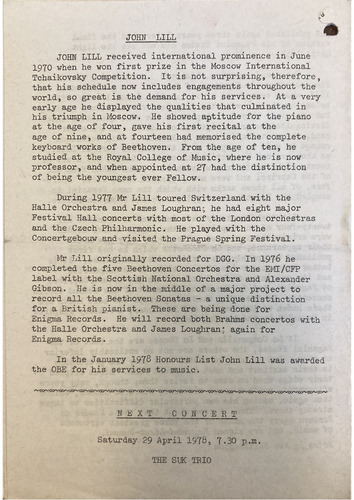 JOHN LILL
JOHN LILL received international prominence in June
1970 when he won first prize in the Moscow International
Tchaikovsky Competition. It is not surprising, therefore,
that his schedule now includes engagements throughout the
world, so great is the demand for his services. At a very
early age he displayed the qualities that culminated in
his triumph in Moscow. He showed aptitude for the piano
at the age of four, gave his first recital at the
age of nine, and at fourteen had memorised the complete
keyboard works of Beethoven. From the age of ten, he
studied at the Royal College of Music, where he is now
professor, and when appointed at 27 had the distinction
of being the youngest ever Fellow.
During 1977 Mr Lill toured Switzerland with the
Halle Orchestra and James Loughran; he had eight major
Festival Hall concerts with most of the London orchestras
and the Czech Philharmonic. He played with the
Concertgebouw and visited the Prague Spring Festival.
Mr Lill originally recorded for DGG. In 1976 he
completed the five Beethoven Concertos for the EMI/CFP
label with the Scottish National Orchestra and Alexander
Gibson. He is now in the middle of a major project to
record all the Beethoven Sonatas - a unique distinction
for a British pianist. These are being done for
Enigma Records. He will record both Brahms concertos with
the Halle Orchestra and James Loughran; again for
Enigma Records.
In the January 1978 Honours List John Lill was awarded
the OBE for his services to music.
NEXT CONCERT
Saturday 29 April 1978, 7.30 p.m.
THE SUK TRIO